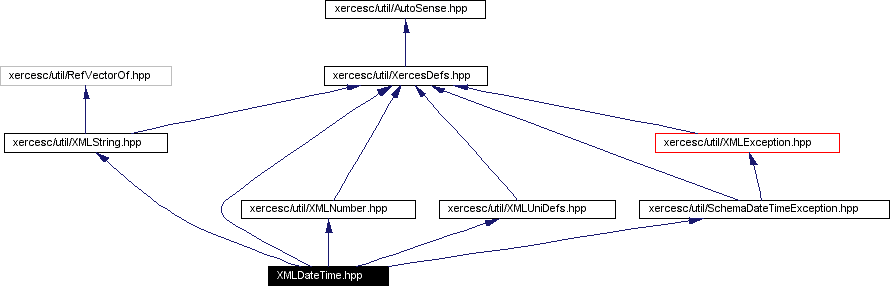 xercesc/util/AutoSense.hpp
xercesc/util/RefVectorOf.hpp
xercesc/util/XercesDefs.hpp
xercesc/util/XMLString.hpp
xercesc/util/XMLException.hpp
xercesc/util/XMLNumber.hpp
xercesc/util/XMLUniDefs.hpp
xercesc/util/SchemaDateTimeException.hpp
XMLDateTime.hpp